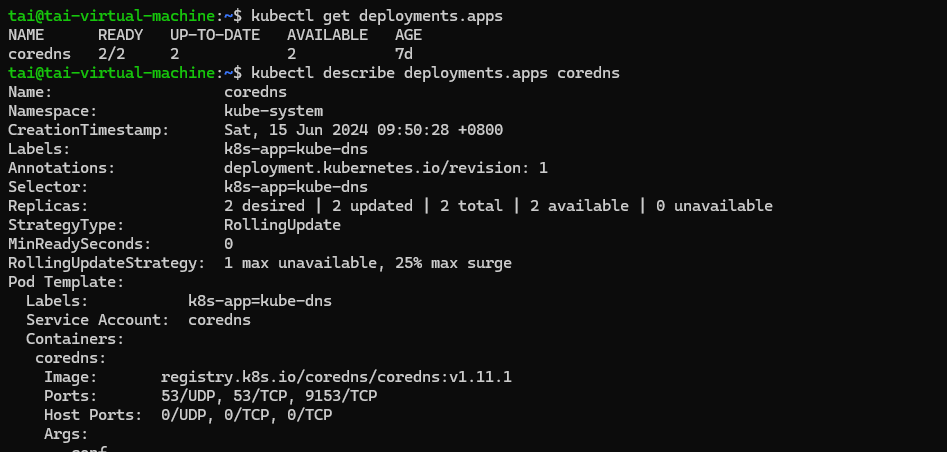 tai@tai-virtual-machine:~$ kubectl get deployments.apps
NAME      READY   UP-TO-DATE   AVAILABLE   AGE
coredns   2/2     2            2           7d
tai@tai-virtual-machine:~$ kubectl describe deployments.apps coredns
Name:                   coredns
Namespace:              kube-system
CreationTimestamp:      Sat, 15 Jun 2024 09:50:28 +0800
Labels:                 k8s-app=kube-dns
Annotations:            deployment.kubernetes.io/revision: 1
Selector:               k8s-app=kube-dns
Replicas:               2 desired | 2 updated | 2 total | 2 available | 0 unavailable
StrategyType:           RollingUpdate
MinReadySeconds:        0
RollingUpdateStrategy:  1 max unavailable, 25% max surge
Pod Template:
  Labels:           k8s-app=kube-dns
  Service Account:  coredns
  Containers:
   coredns:
    Image:       registry.k8s.io/coredns/coredns:v1.11.1
    Ports:       53/UDP, 53/TCP, 9153/TCP
    Host Ports:  0/UDP, 0/TCP, 0/TCP
    Args: